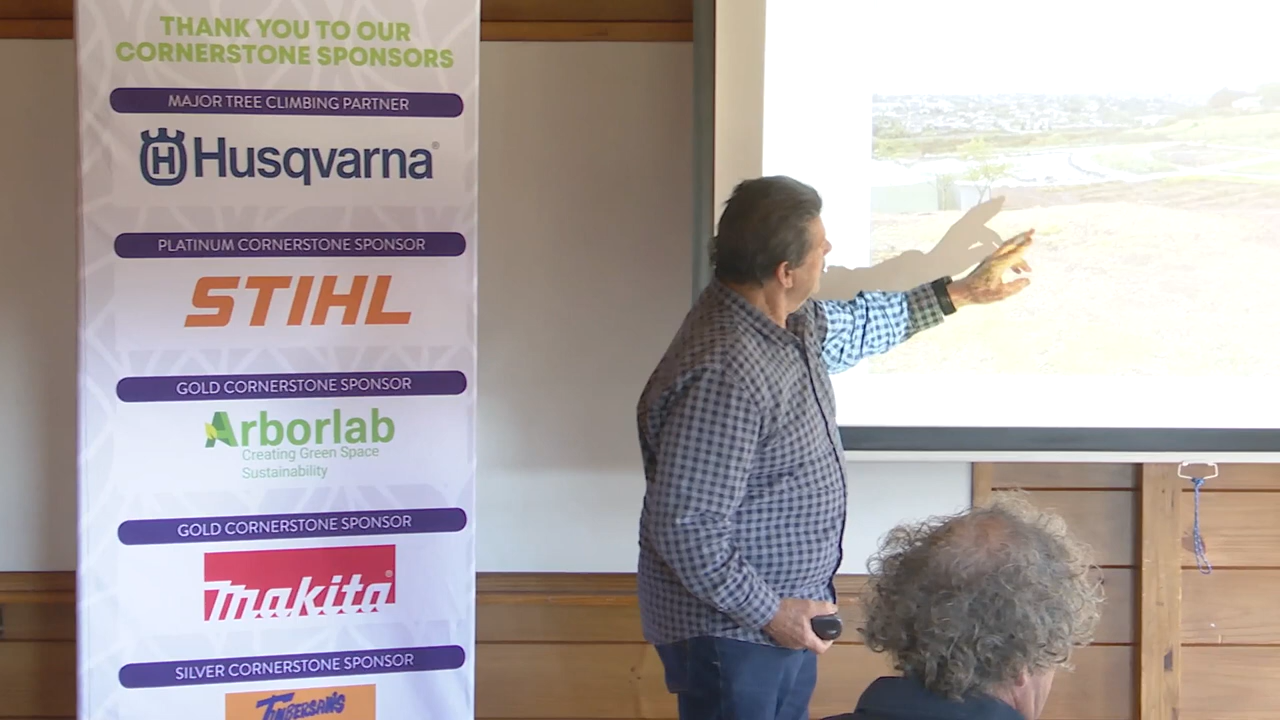 THANK YOU TO OUR
CORNERSTONE SPONSORS
MAJOR TREE CLIMBING PARTNER
H Husqvarna®
PLATINUM CORNERSTONE SPONSOR
STIHL
GOLD CORNERSTONE SPONSOR
Arborlab
Creating Green Space
Sustainability
GOLD CORNERSTONE SPONSOR
makita®
SILVER CORNERSTONE SPONSOR
TIMBERSAWS